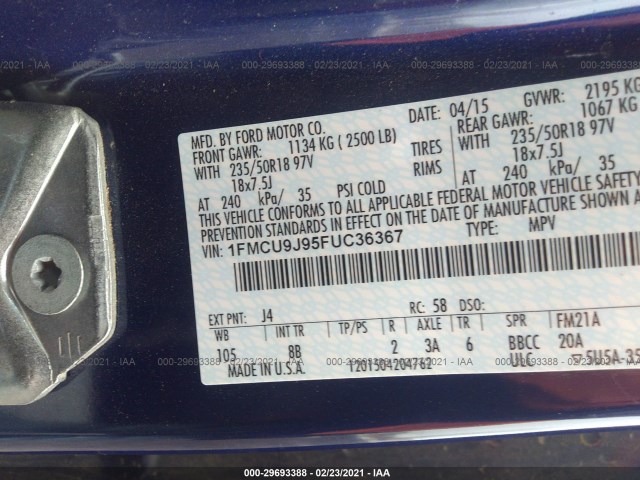 000-29693388 - 02/23/2021 - IAA
MFD. BY FORD MOTOR CO.
DATE: 04/15 GVWR: 2195 KG
FRONT GAWR: 1134 KG ( 2500 LB) REAR GAWR: 1067 KG
WITH 235/50R18 97V TIRES WITH 235/50R18 97V
18x7.5J RIMS 18x7.5J
AT 240 kPa/ 35 PSI COLD AT 240 kPa/ 35
THIS VEHICLE CONFORMS TO ALL APPLICABLE FEDERAL MOTOR VEHICLE SAFETY
PREVENTION STANDARDS IN EFFECT ON THE DATE OF MANUFACTURE SHOWN
VIN: 1FMCU9J95FUC36367 TYPE: MPV
EXT PNT: J4 RC: 58 DSO:
WB INT TR TP/PS R AXLE TR SPR FM21A
105 8B 2 3A 6 BBCC 20A
MADE IN U.S.A. ULC 5U5A-35
000-29693388 - 02/23/2021 - IAA